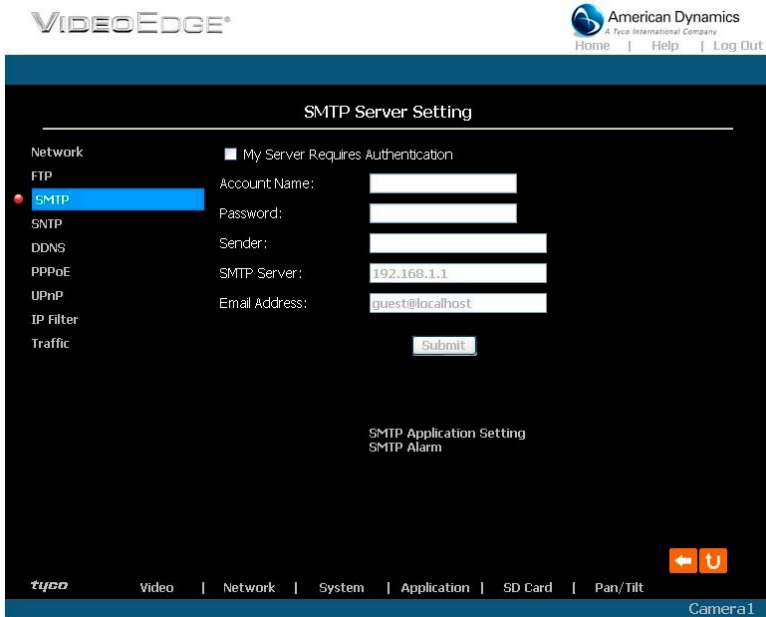 VIDEOEDGE®
American Dynamics
A Tyco International Company
Home | Help | Log Out
SMTP Server Setting
Network
FTP
SMTP
SNTP
DDNS
PPPoE
UPnP
IP Filter
Traffic
My Server Requires Authentication
Account Name:
Password:
Sender:
SMTP Server: 192.168.1.1
Email Address: guest@localhost
Submit
SMTP Application Setting
SMTP Alarm
tyco
Video | Network | System | Application | SD Card | Pan/Tilt
Camera1